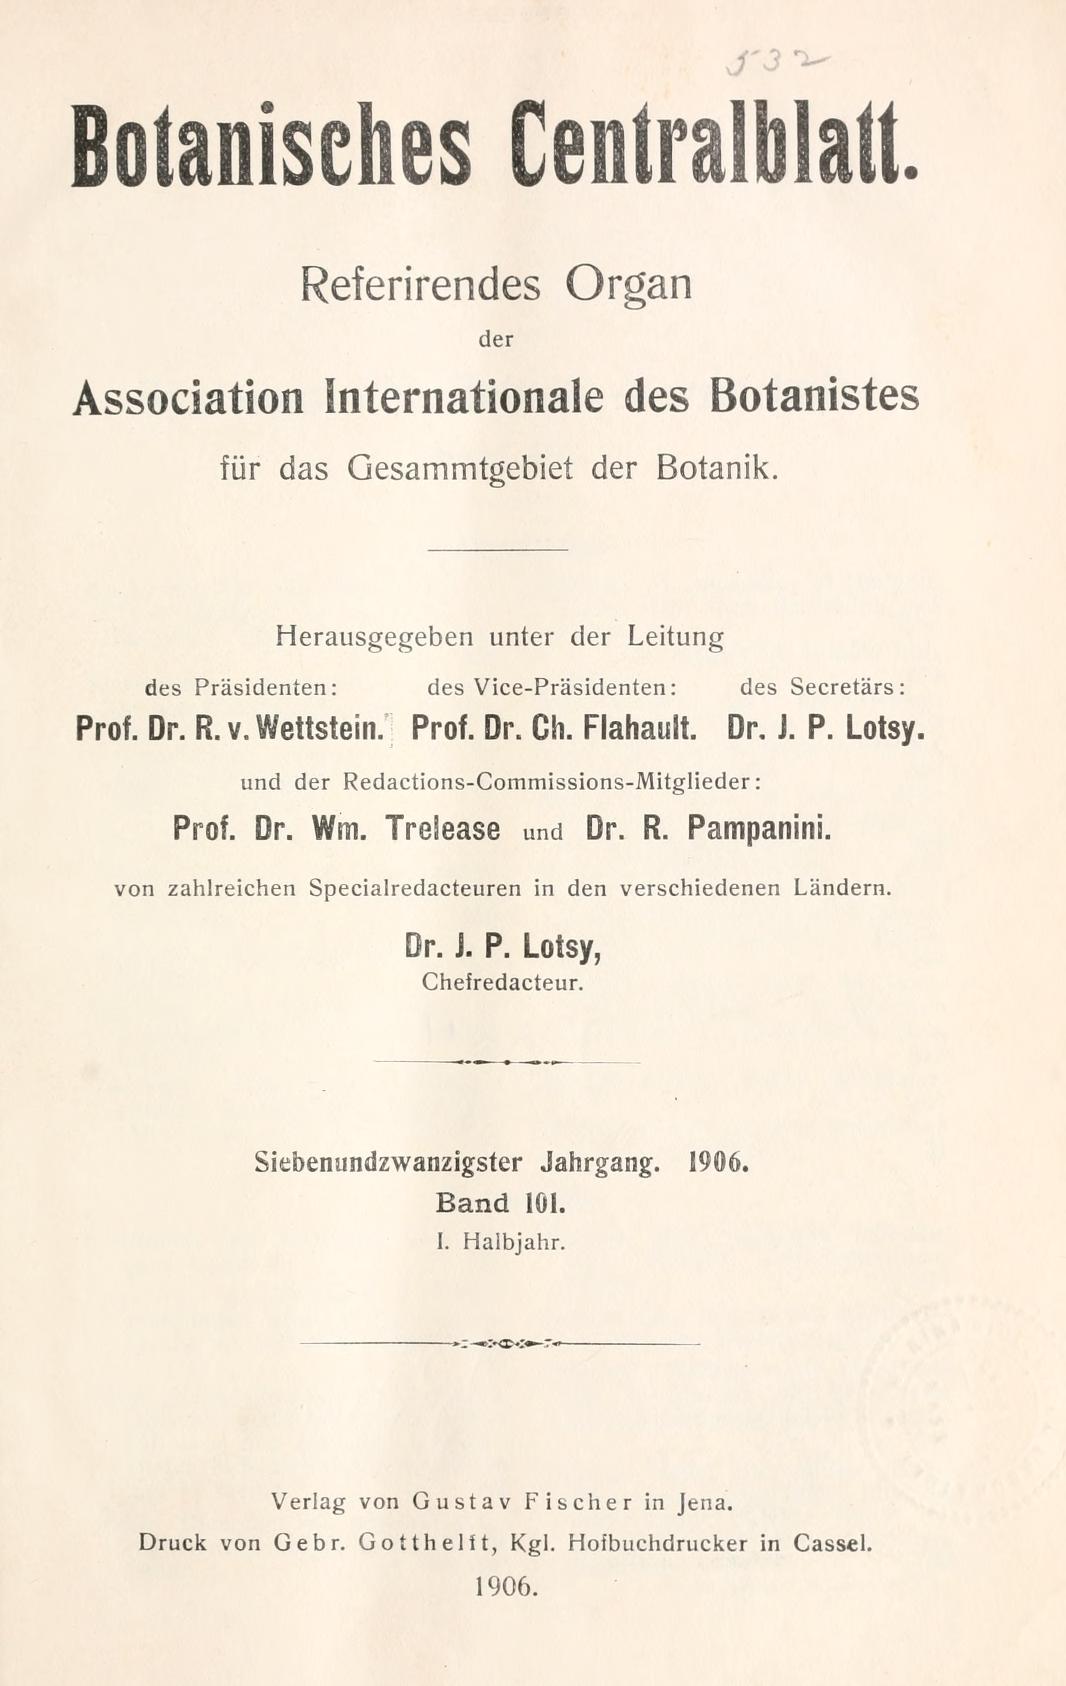 532
Botanisches Centralblatt.
Referirendes Organ
der
Association Internationale des Botanistes
für das Gesammtgebiet der Botanik.
Herausgegeben unter der Leitung
des Präsidenten: des Vice-Präsidenten: des Secretärs:
Prof. Dr. R. v. Wettstein. Prof. Dr. Ch. Flahault. Dr. J. P. Lotsy.
und der Redactions-Commissions-Mitglieder:
Prof. Dr. Wm. Trelease und Dr. R. Pampanini.
von zahlreichen Specialredacteuren in den verschiedenen Ländern.
Dr. J. P. Lotsy,
Chefredacteur.
Siebenundzwanzigster Jahrgang. 1906.
Band 101.
I. Halbjahr.
Verlag von Gustav Fischer in Jena.
Druck von Gebr. Gotthelft, Kgl. Hofbuchdrucker in Cassel.
1906.